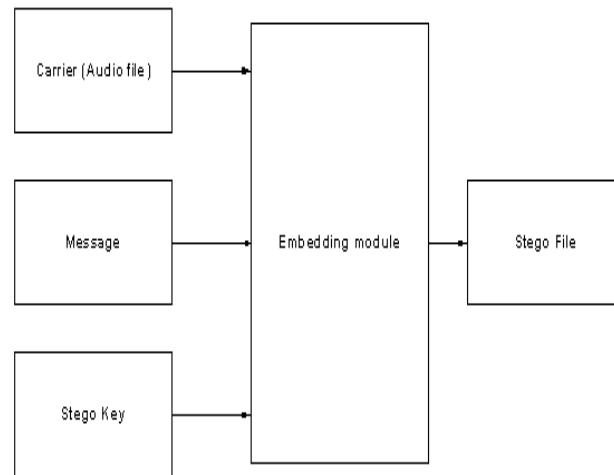 Carrier (Audio file)
Message
Embedding module
Stego File
Stego Key